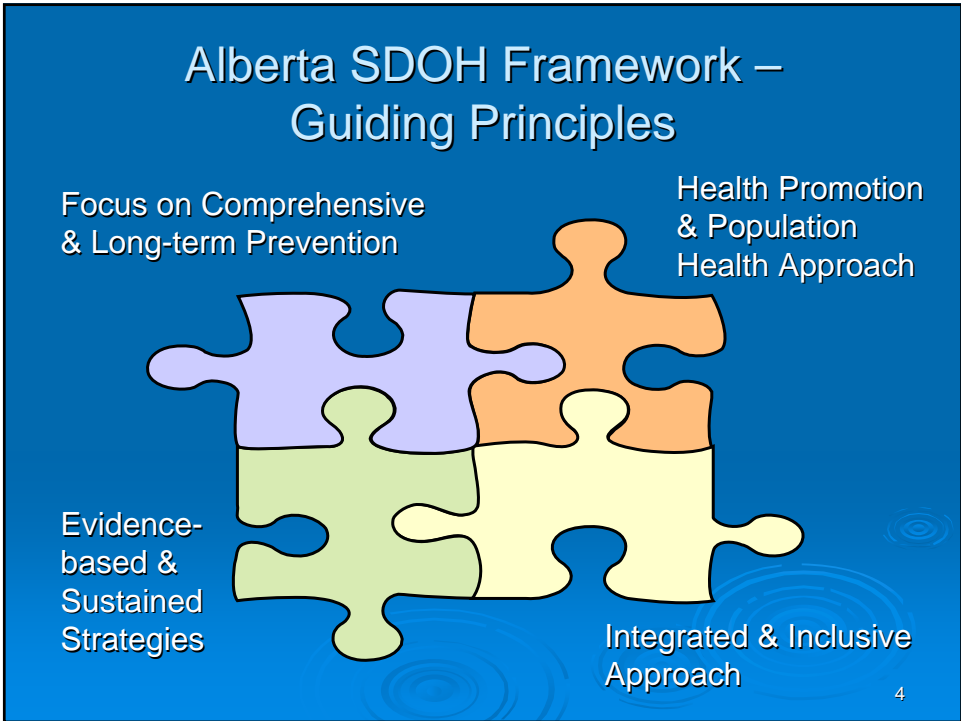 Alberta SDOH Framework –
Guiding Principles
Focus on Comprehensive
& Long-term Prevention
Health Promotion
& Population
Health Approach
Evidence-
based &
Sustained
Strategies
Integrated & Inclusive
Approach
4